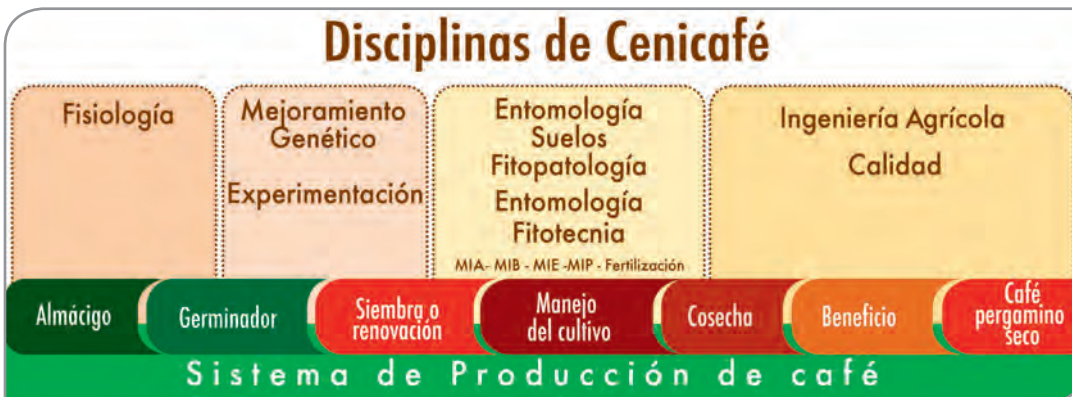 Disciplinas de Cenicafé
Fisiología
Mejoramiento
Genético
Experimentación
Entomología
Suelos
Fitopatología
Entomología
Fitotecnia
MIA- MIB - MIE -MIP - Fertilización
Ingeniería Agrícola
Calidad
Almácigo
Germinador
Siembra o
renovación
Manejo
del cultivo
Cosecha
Beneficio
Café
pergamino
seco
Sistema de Producción de café